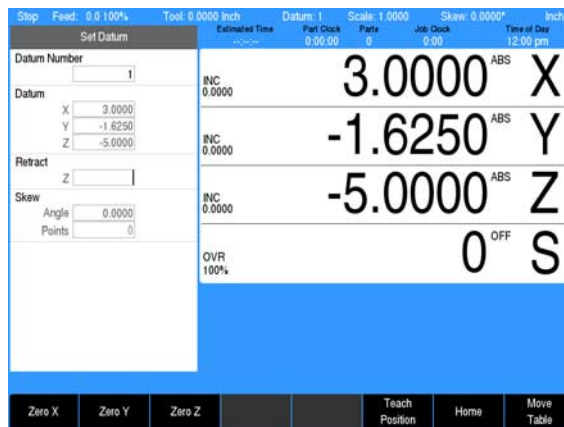 Stop Feed: 0.0 100% Tool: 0.0000 Inch Datum: 1 Scale: 1.0000 Skew: 0.0000° Inch
Estimated Time Part Clock Parts Job Clock Time of Day
--:--:-- 0:00:00 0 0:00 12:00 pm
Set Datum
Datum Number
1
Datum
X 3.0000
Y -1.6250
Z -5.0000
Retract
Z
Skew
Angle 0.0000
Points 0
INC 0.0000 3.0000 ABS X
INC 0.0000 -1.6250 ABS Y
INC 0.0000 -5.0000 ABS Z
OVR 100% 0 OFF S
Zero X Zero Y Zero Z Teach Position Home Move Table